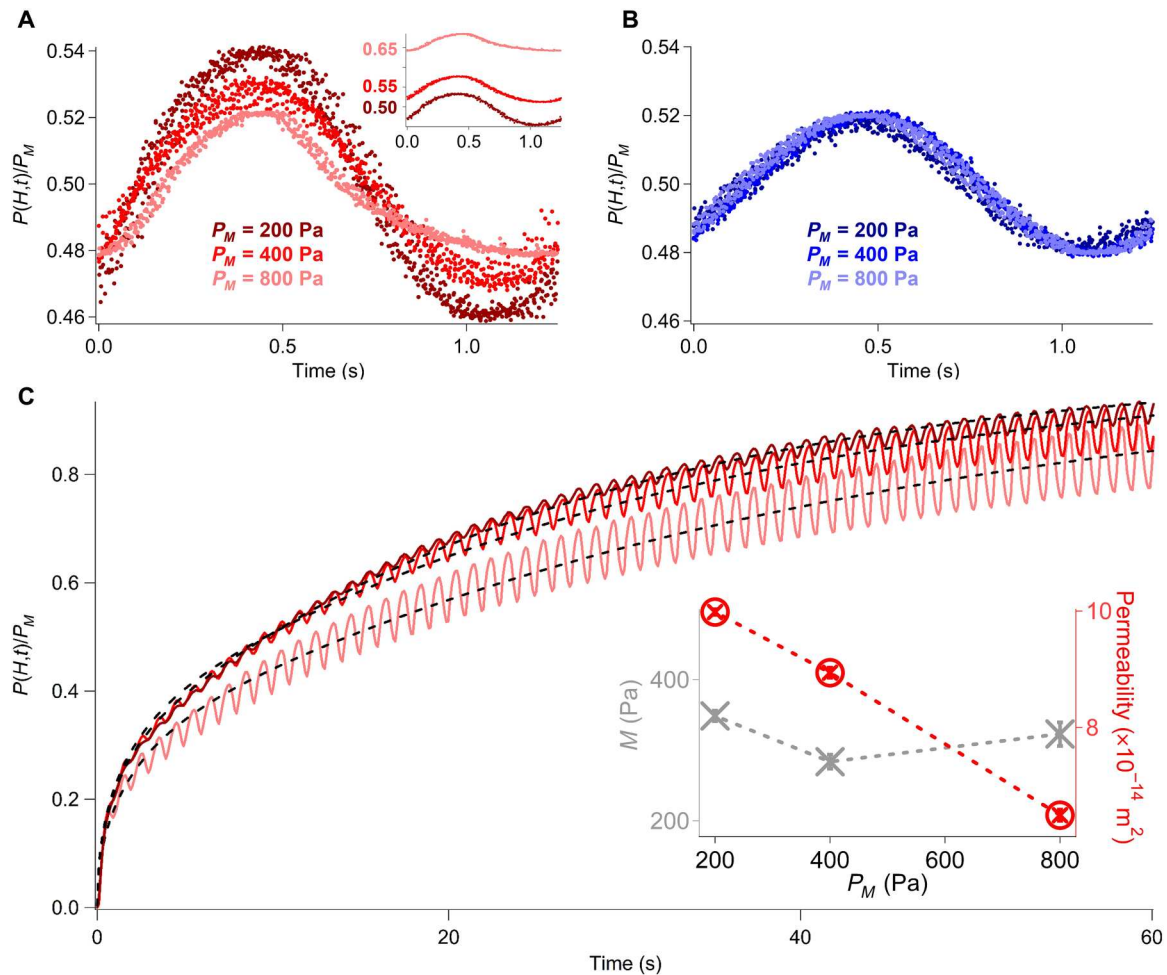 A
P(H,t)/P_M
0.54
0.52
0.50
0.48
0.46
0.0
0.5
1.0
Time (s)
P_M = 200 Pa
P_M = 400 Pa
P_M = 800 Pa
0.65
0.55
0.50
0.0
0.5
1.0
B
P(H,t)/P_M
0.54
0.52
0.50
0.48
0.46
0.0
0.5
1.0
Time (s)
P_M = 200 Pa
P_M = 400 Pa
P_M = 800 Pa
C
P(H,t)/P_M
0.8
0.6
0.4
0.2
0.0
0
20
40
60
Time (s)
M (Pa)
400
200
200
400
600
800
P_M (Pa)
10
8
Permeability (×10⁻¹⁴ m²)